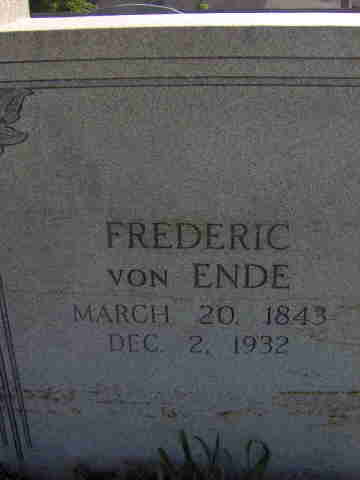 FREDERIC
VON ENDE
MARCH 20, 1843
DEC. 2, 1932